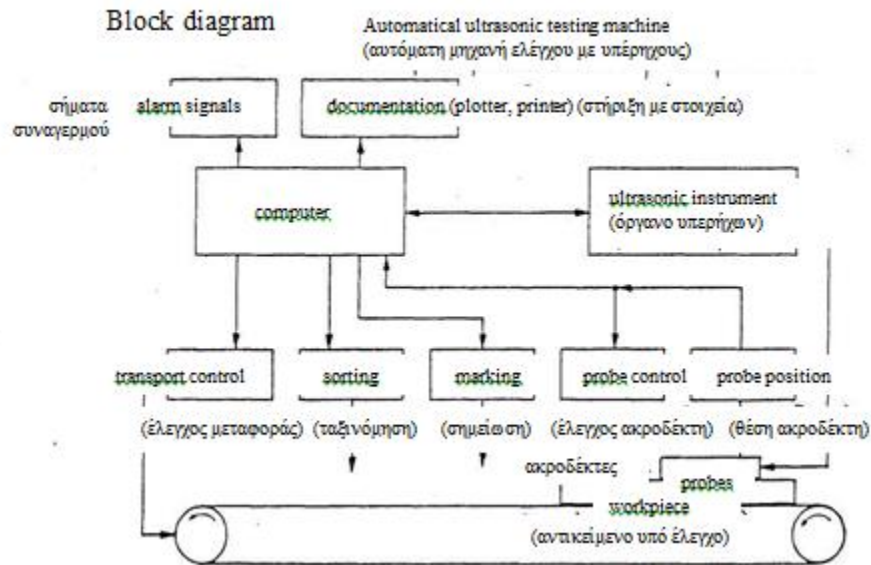 Block diagram
Automatical ultrasonic testing machine
(αυτόματη μηχανή ελέγχου με υπέρηχους)
σήματα
συναγερμού
alarm signals
documentation (plotter, printer) (στήριξη με στοιχεία)
computer
ultrasonic instrument
(όργανο υπερήχων)
transport control
sorting
marking
probe control
probe position
(έλεγχος μεταφοράς)
(ταξινόμηση)
(σημείωση)
(έλεγχος ακροδέκτη)
(θέση ακροδέκτη)
ακροδέκτες
probes
workpiece
(αντικείμενο υπό έλεγχο)